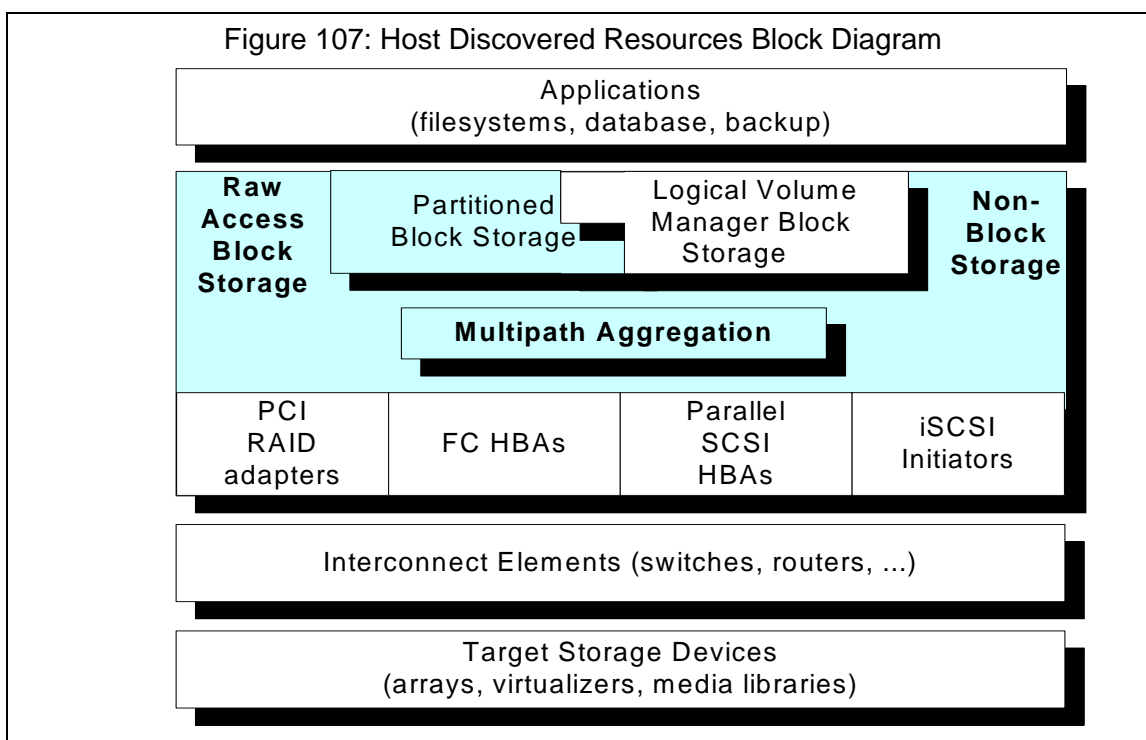 Figure 107: Host Discovered Resources Block Diagram
Applications
(filesystems, database, backup)
Raw
Access
Block
Storage
Partitioned
Block Storage
Logical Volume
Manager Block
Storage
Non-
Block
Storage
Multipath Aggregation
PCI
RAID
adapters
FC HBAs
Parallel
SCSI
HBAs
iSCSI
Initiators
Interconnect Elements (switches, routers, ...)
Target Storage Devices
(arrays, virtualizers, media libraries)